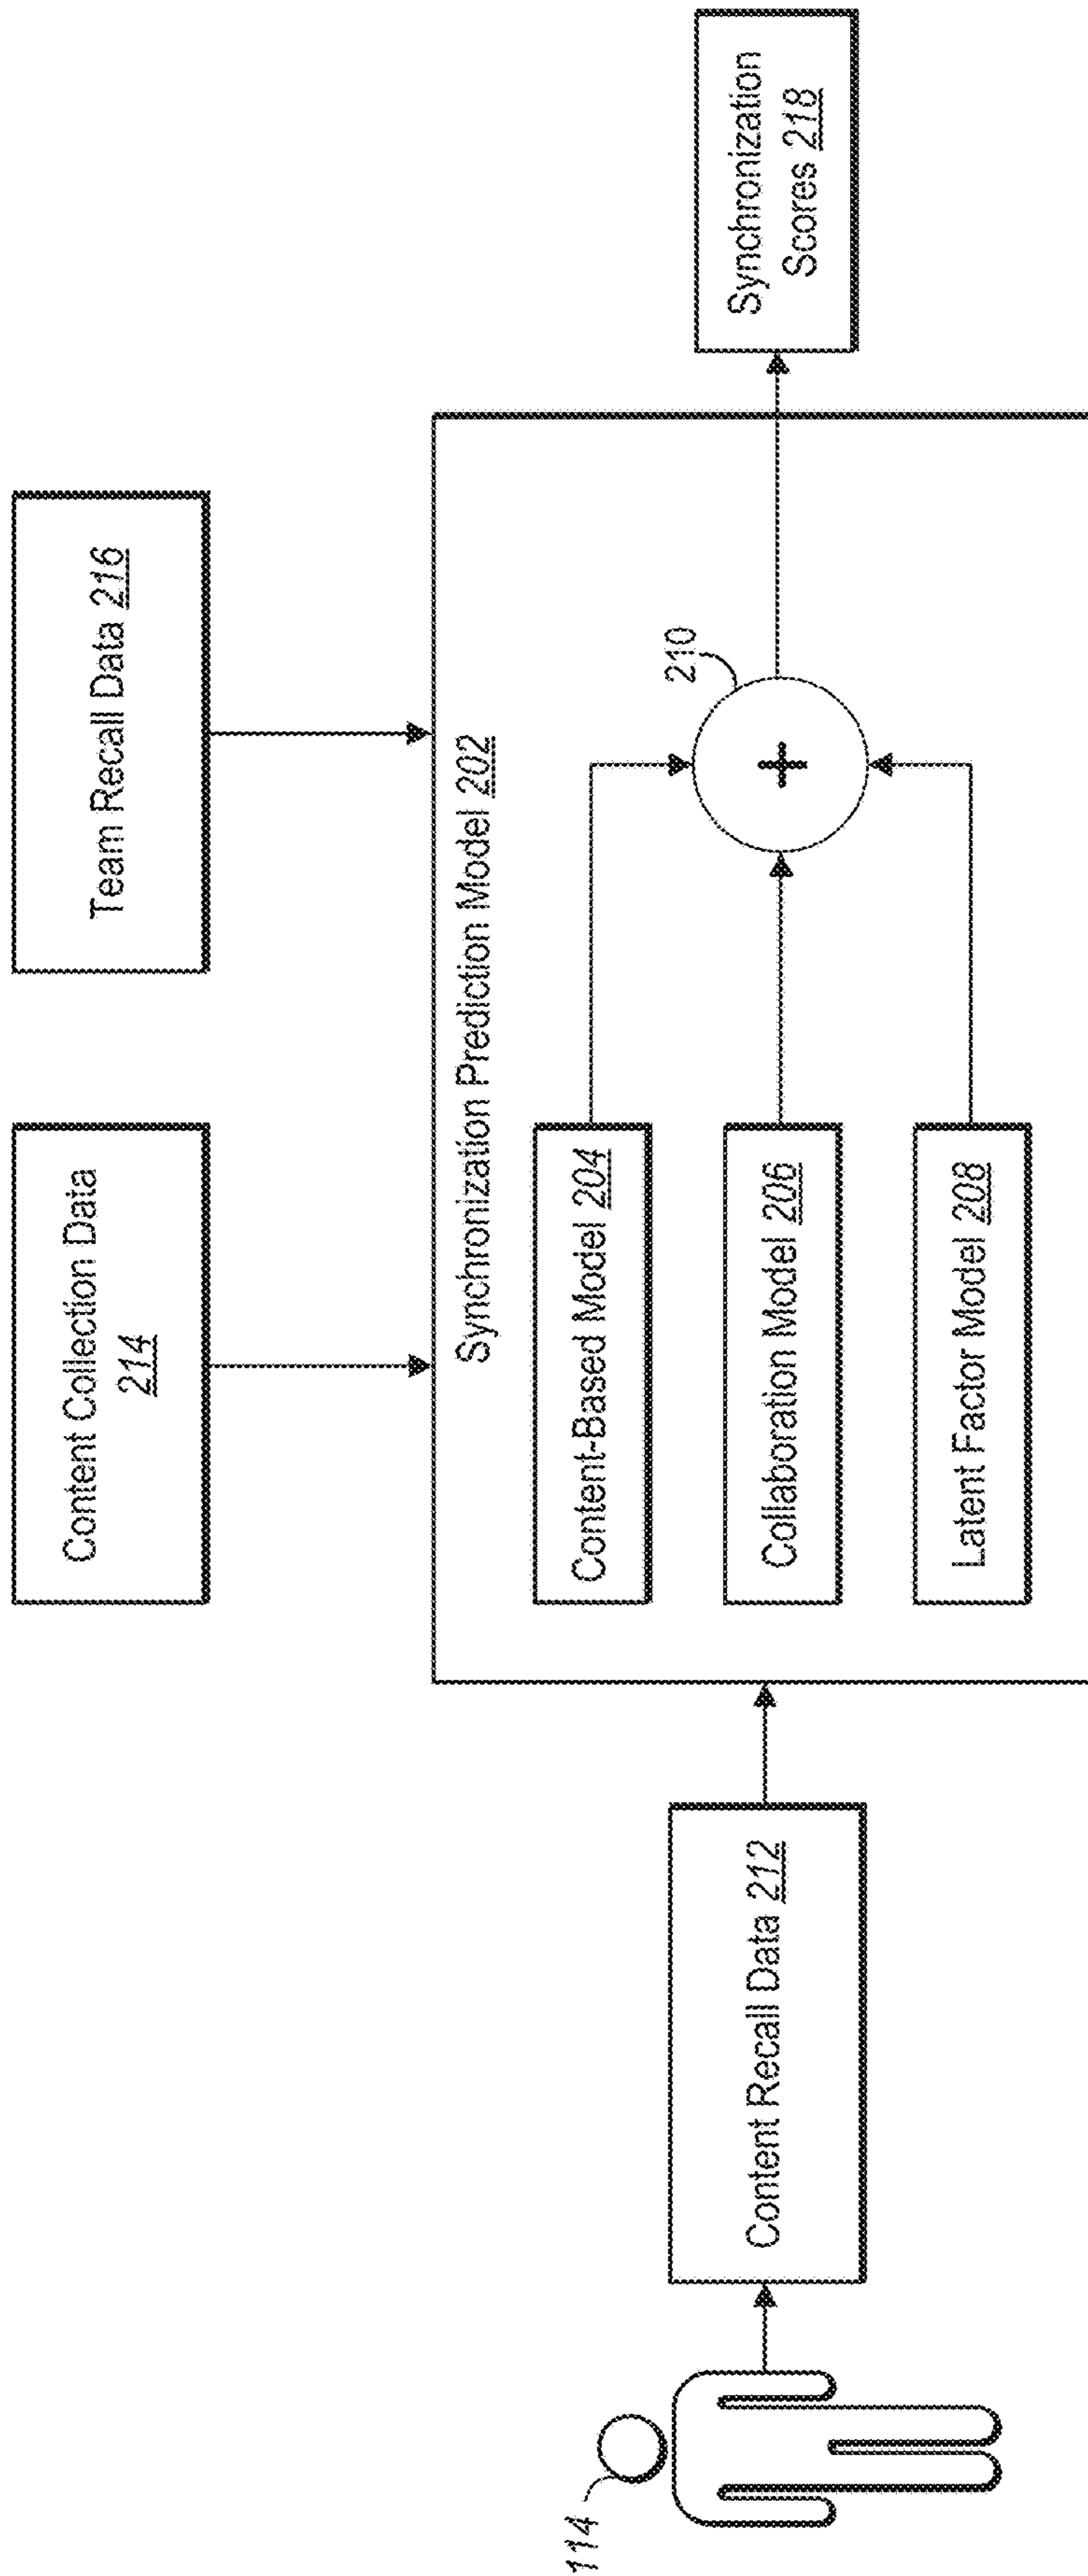 Content Collection Data
214
Team Recall Data 216
Synchronization Prediction Model 202
Content-Based Model 204
210
+
Collaboration Model 206
Latent Factor Model 208
Synchronization
Scores 218
114
Content Recall Data 212